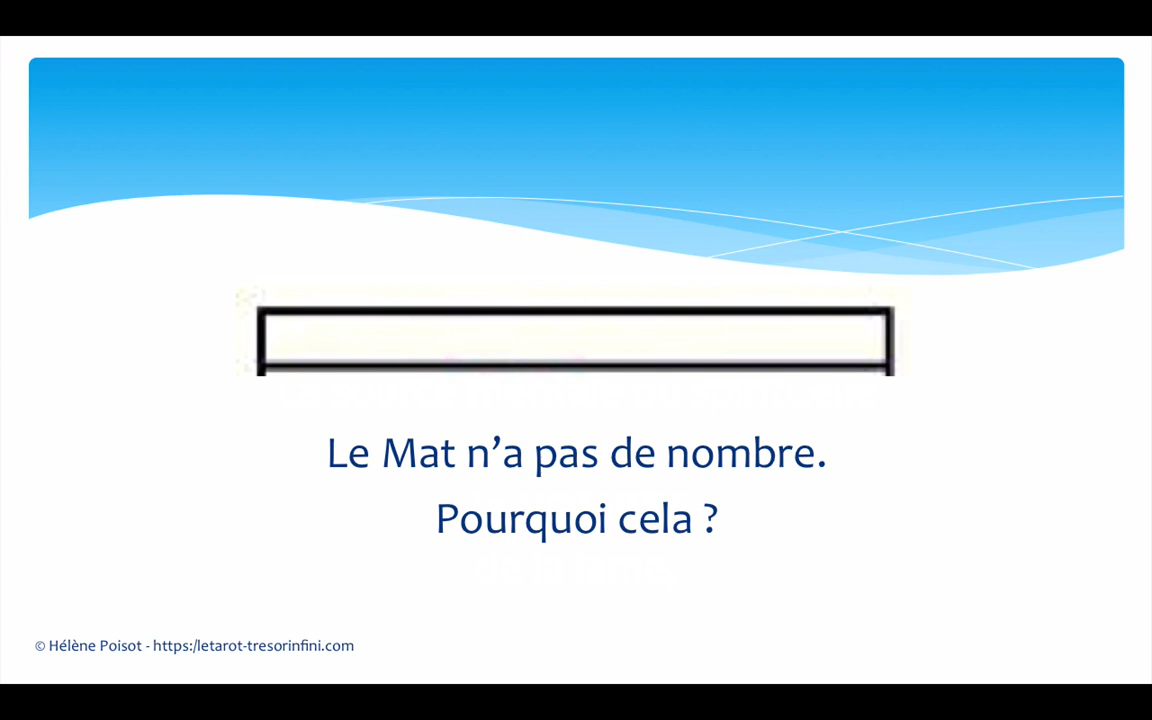 Le Mat n’a pas de nombre.
Pourquoi cela ?
© Hélène Poisot - https:/letarot-tresorinfini.com